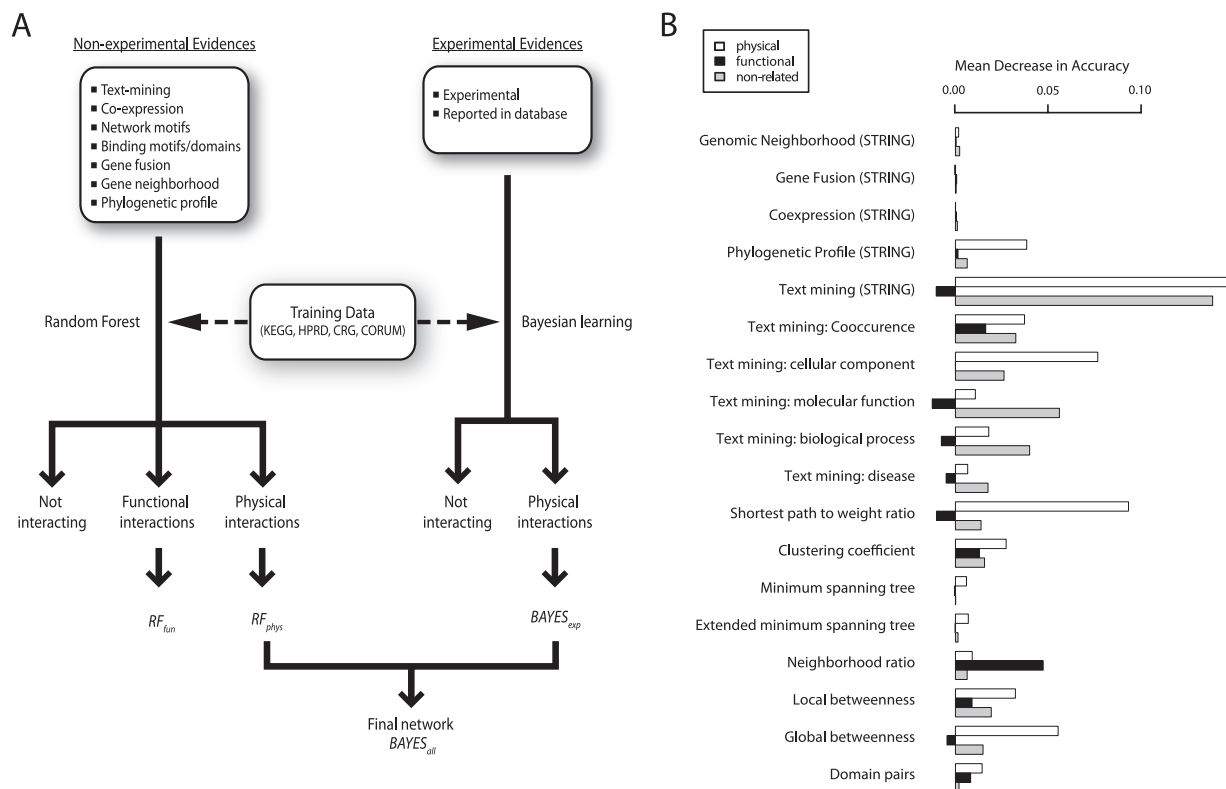 A
Non-experimental Evidences
▪ Text-mining
▪ Co-expression
▪ Network motifs
▪ Binding motifs/domains
▪ Gene fusion
▪ Gene neighborhood
▪ Phylogenetic profile
Experimental Evidences
▪ Experimental
▪ Reported in database
Random Forest
Training Data
(KEGG, HPRD, CRG, CORUM)
Bayesian learning
Not
interacting
Functional
interactions
Physical
interactions
Not
interacting
Physical
interactions
RFfun
RFphys
BAYESexp
Final network
BAYESall
B
physical
functional
non-related
Mean Decrease in Accuracy
0.00 0.05 0.10
Genomic Neighborhood (STRING)
Gene Fusion (STRING)
Coexpression (STRING)
Phylogenetic Profile (STRING)
Text mining (STRING)
Text mining: Cooccurence
Text mining: cellular component
Text mining: molecular function
Text mining: biological process
Text mining: disease
Shortest path to weight ratio
Clustering coefficient
Minimum spanning tree
Extended minimum spanning tree
Neighborhood ratio
Local betweenness
Global betweenness
Domain pairs